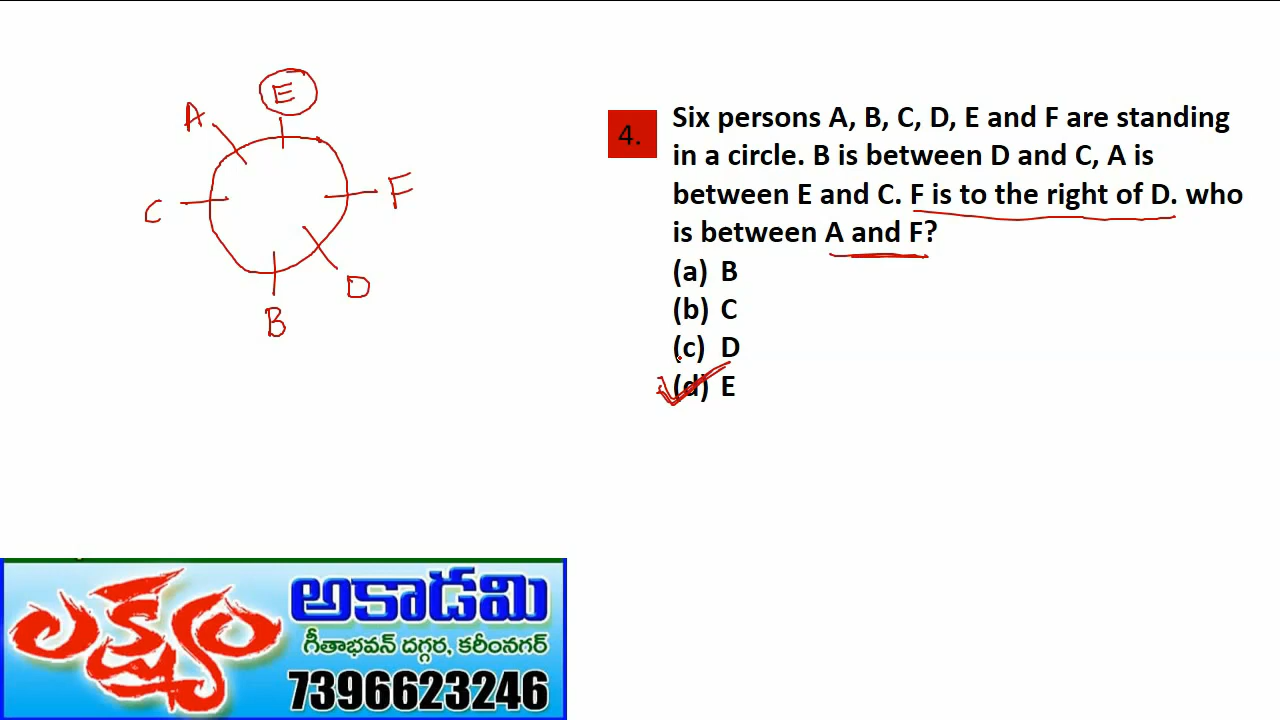 E
A
C
F
D
B
4.
Six persons A, B, C, D, E and F are standing
in a circle. B is between D and C, A is
between E and C. F is to the right of D. who
is between A and F?
(a) B
(b) C
(c) D
(d) E
లక్ష్యం
అకాడమి
గీతాభవన్ దగ్గర, కరీంనగర్
7396623246